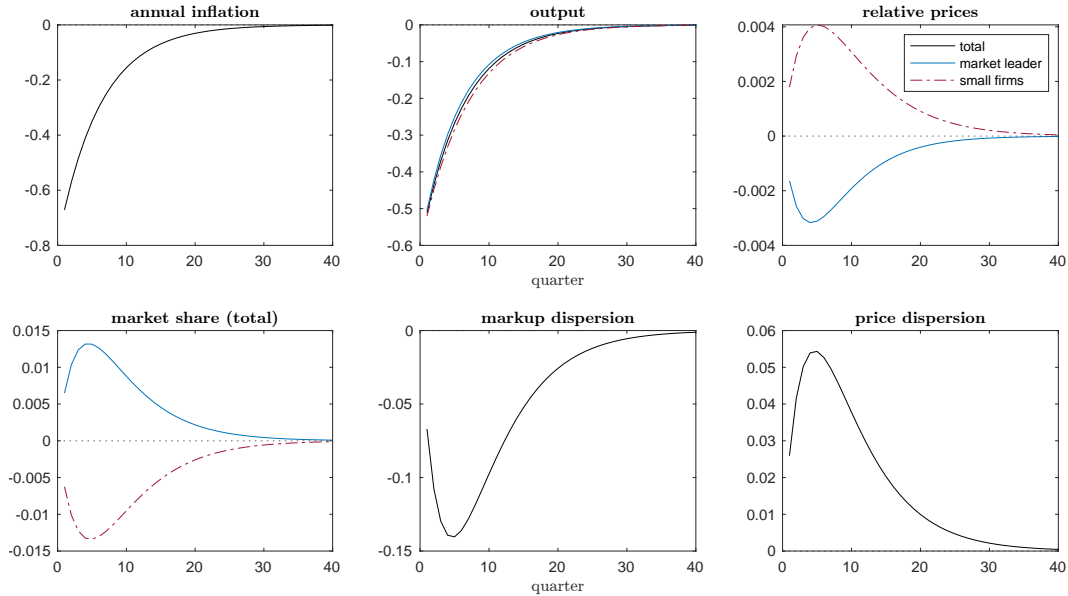 annual inflation
0
-0.2
-0.4
-0.6
-0.8
0 10 20 30 40
output
0
-0.1
-0.2
-0.3
-0.4
-0.5
-0.6
0 10 20 30 40
quarter
relative prices
0.004
0.002
0
-0.002
-0.004
total
market leader
small firms
0 10 20 30 40
market share (total)
0.015
0.01
0.005
0
-0.005
-0.01
-0.015
0 10 20 30 40
markup dispersion
0
-0.05
-0.1
-0.15
0 10 20 30 40
quarter
price dispersion
0.06
0.05
0.04
0.03
0.02
0.01
0
0 10 20 30 40